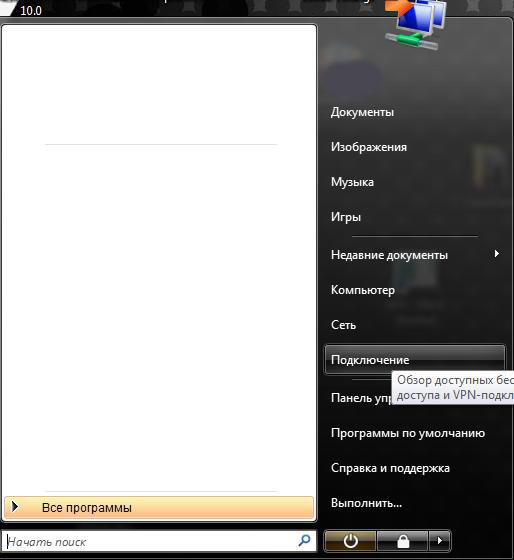 10.0
Документы
Изображения
Музыка
Игры
Недавние документы
Компьютер
Сеть
Подключение
Обзор доступных бес
доступа и VPN-подкл
Панель упр
Программы по умолчанию
Справка и поддержка
Выполнить...
Все программы
Начать поиск